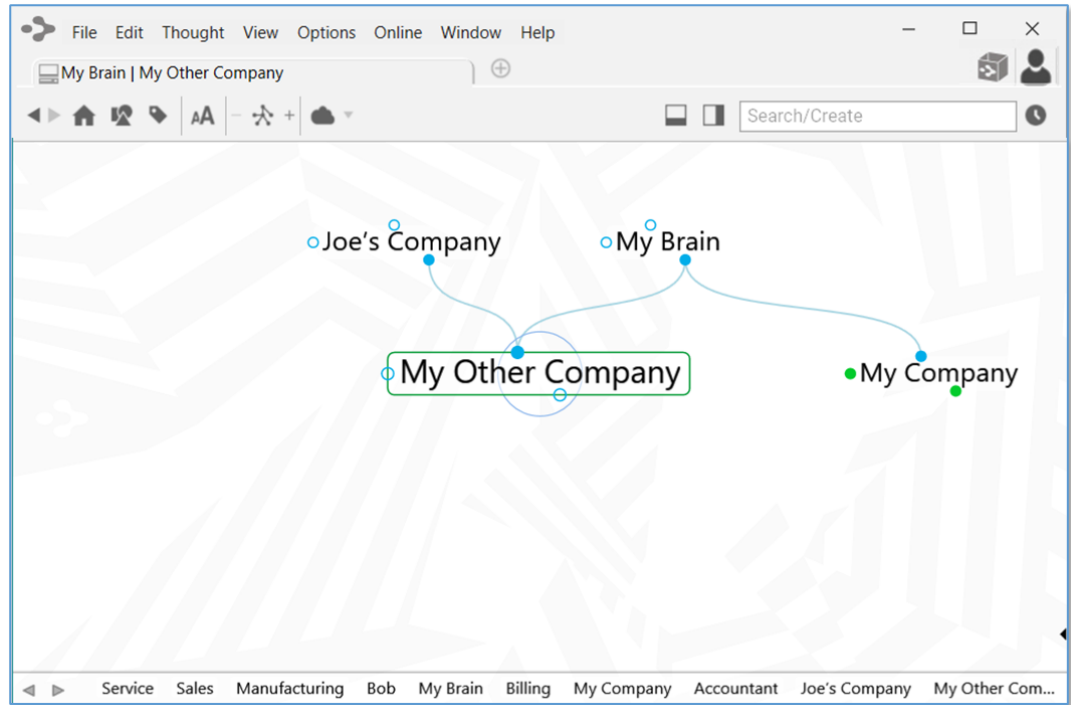 File Edit Thought View Options Online Window Help
My Brain | My Other Company
AA Search/Create
Joe's Company My Brain
My Other Company My Company
Service Sales Manufacturing Bob My Brain Billing My Company Accountant Joe's Company My Other Com...